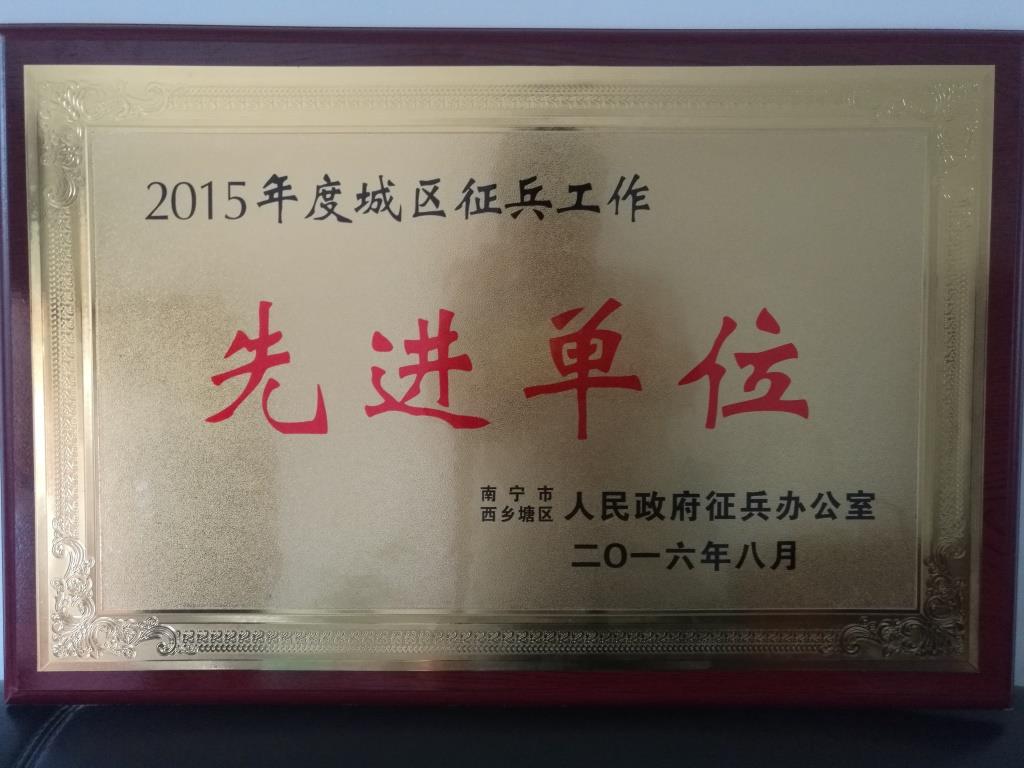 2015年度城区征兵工作
先进单位
南宁市
西乡塘区 人民政府征兵办公室
二〇一六年八月